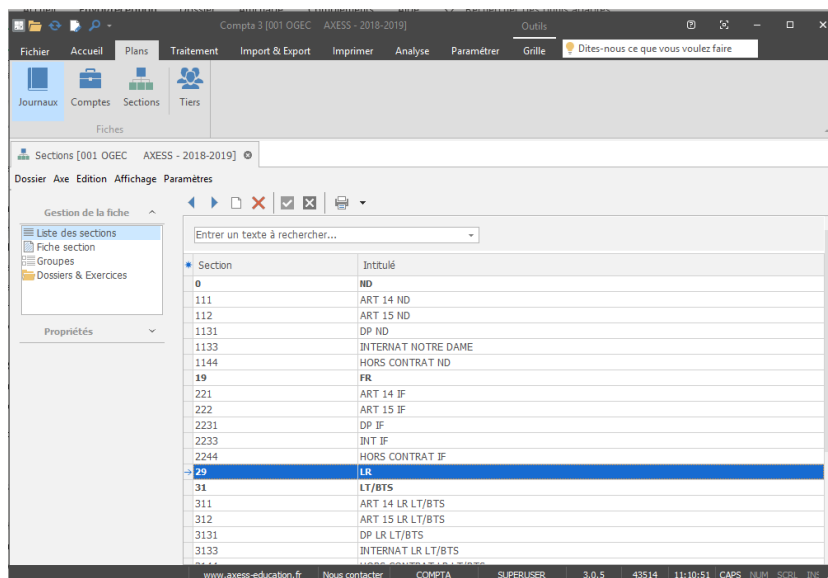 Compta 3 [001 OGEC AXESS - 2018-2019]
Outils
Fichier Accueil Plans Traitement Import & Export Imprimer Analyse Paramétrer Grille Dites-nous ce que vous voulez faire
Journaux Comptes Sections Tiers
Fiches
Sections [001 OGEC AXESS - 2018-2019]
Dossier Axe Edition Affichage Paramètres
Gestion de la fiche
Liste des sections
Fiche section
Groupes
Dossiers & Exercices
Propriétés
Entrer un texte à rechercher...
Section Intitulé
0 ND
111 ART 14 ND
112 ART 15 ND
1131 DP ND
1133 INTERNAT NOTRE DAME
1144 HORS CONTRAT ND
19 FR
221 ART 14 IF
222 ART 15 IF
2231 DP IF
2233 INT IF
2244 HORS CONTRAT IF
29 LR
31 LT/BTS
311 ART 14 LR LT/BTS
312 ART 15 LR LT/BTS
3131 DP LR LT/BTS
3133 INTERNAT LR LT/BTS
www.axess-education.fr Nous contacter COMPTA SUPERUSER 3.0.5 43514 11:10:51 CAPS NUM SCRL INS